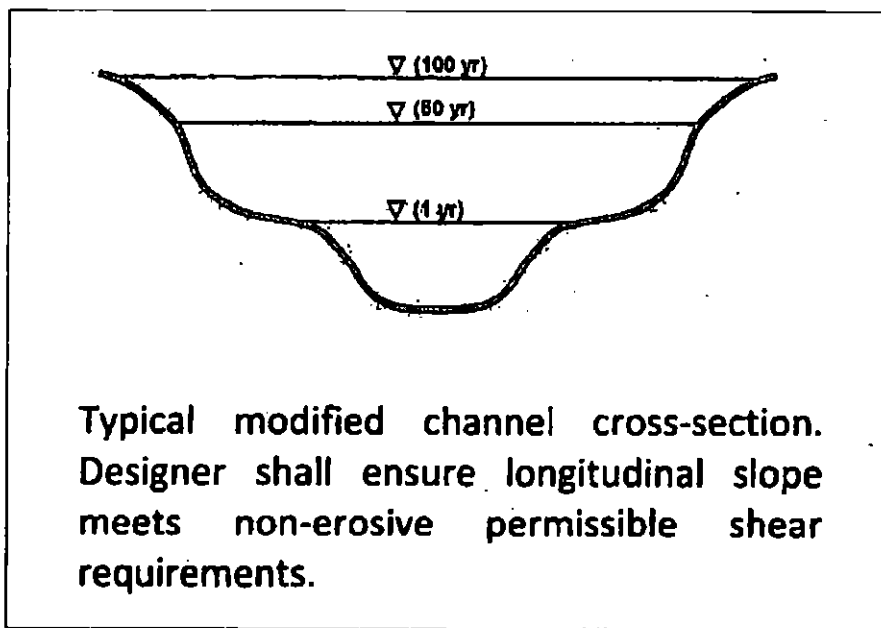 ▽ (100 yr)
▽ (50 yr)
▽ (1 yr)
Typical modified channel cross-section.
Designer shall ensure longitudinal slope
meets non-erosive permissible shear
requirements.